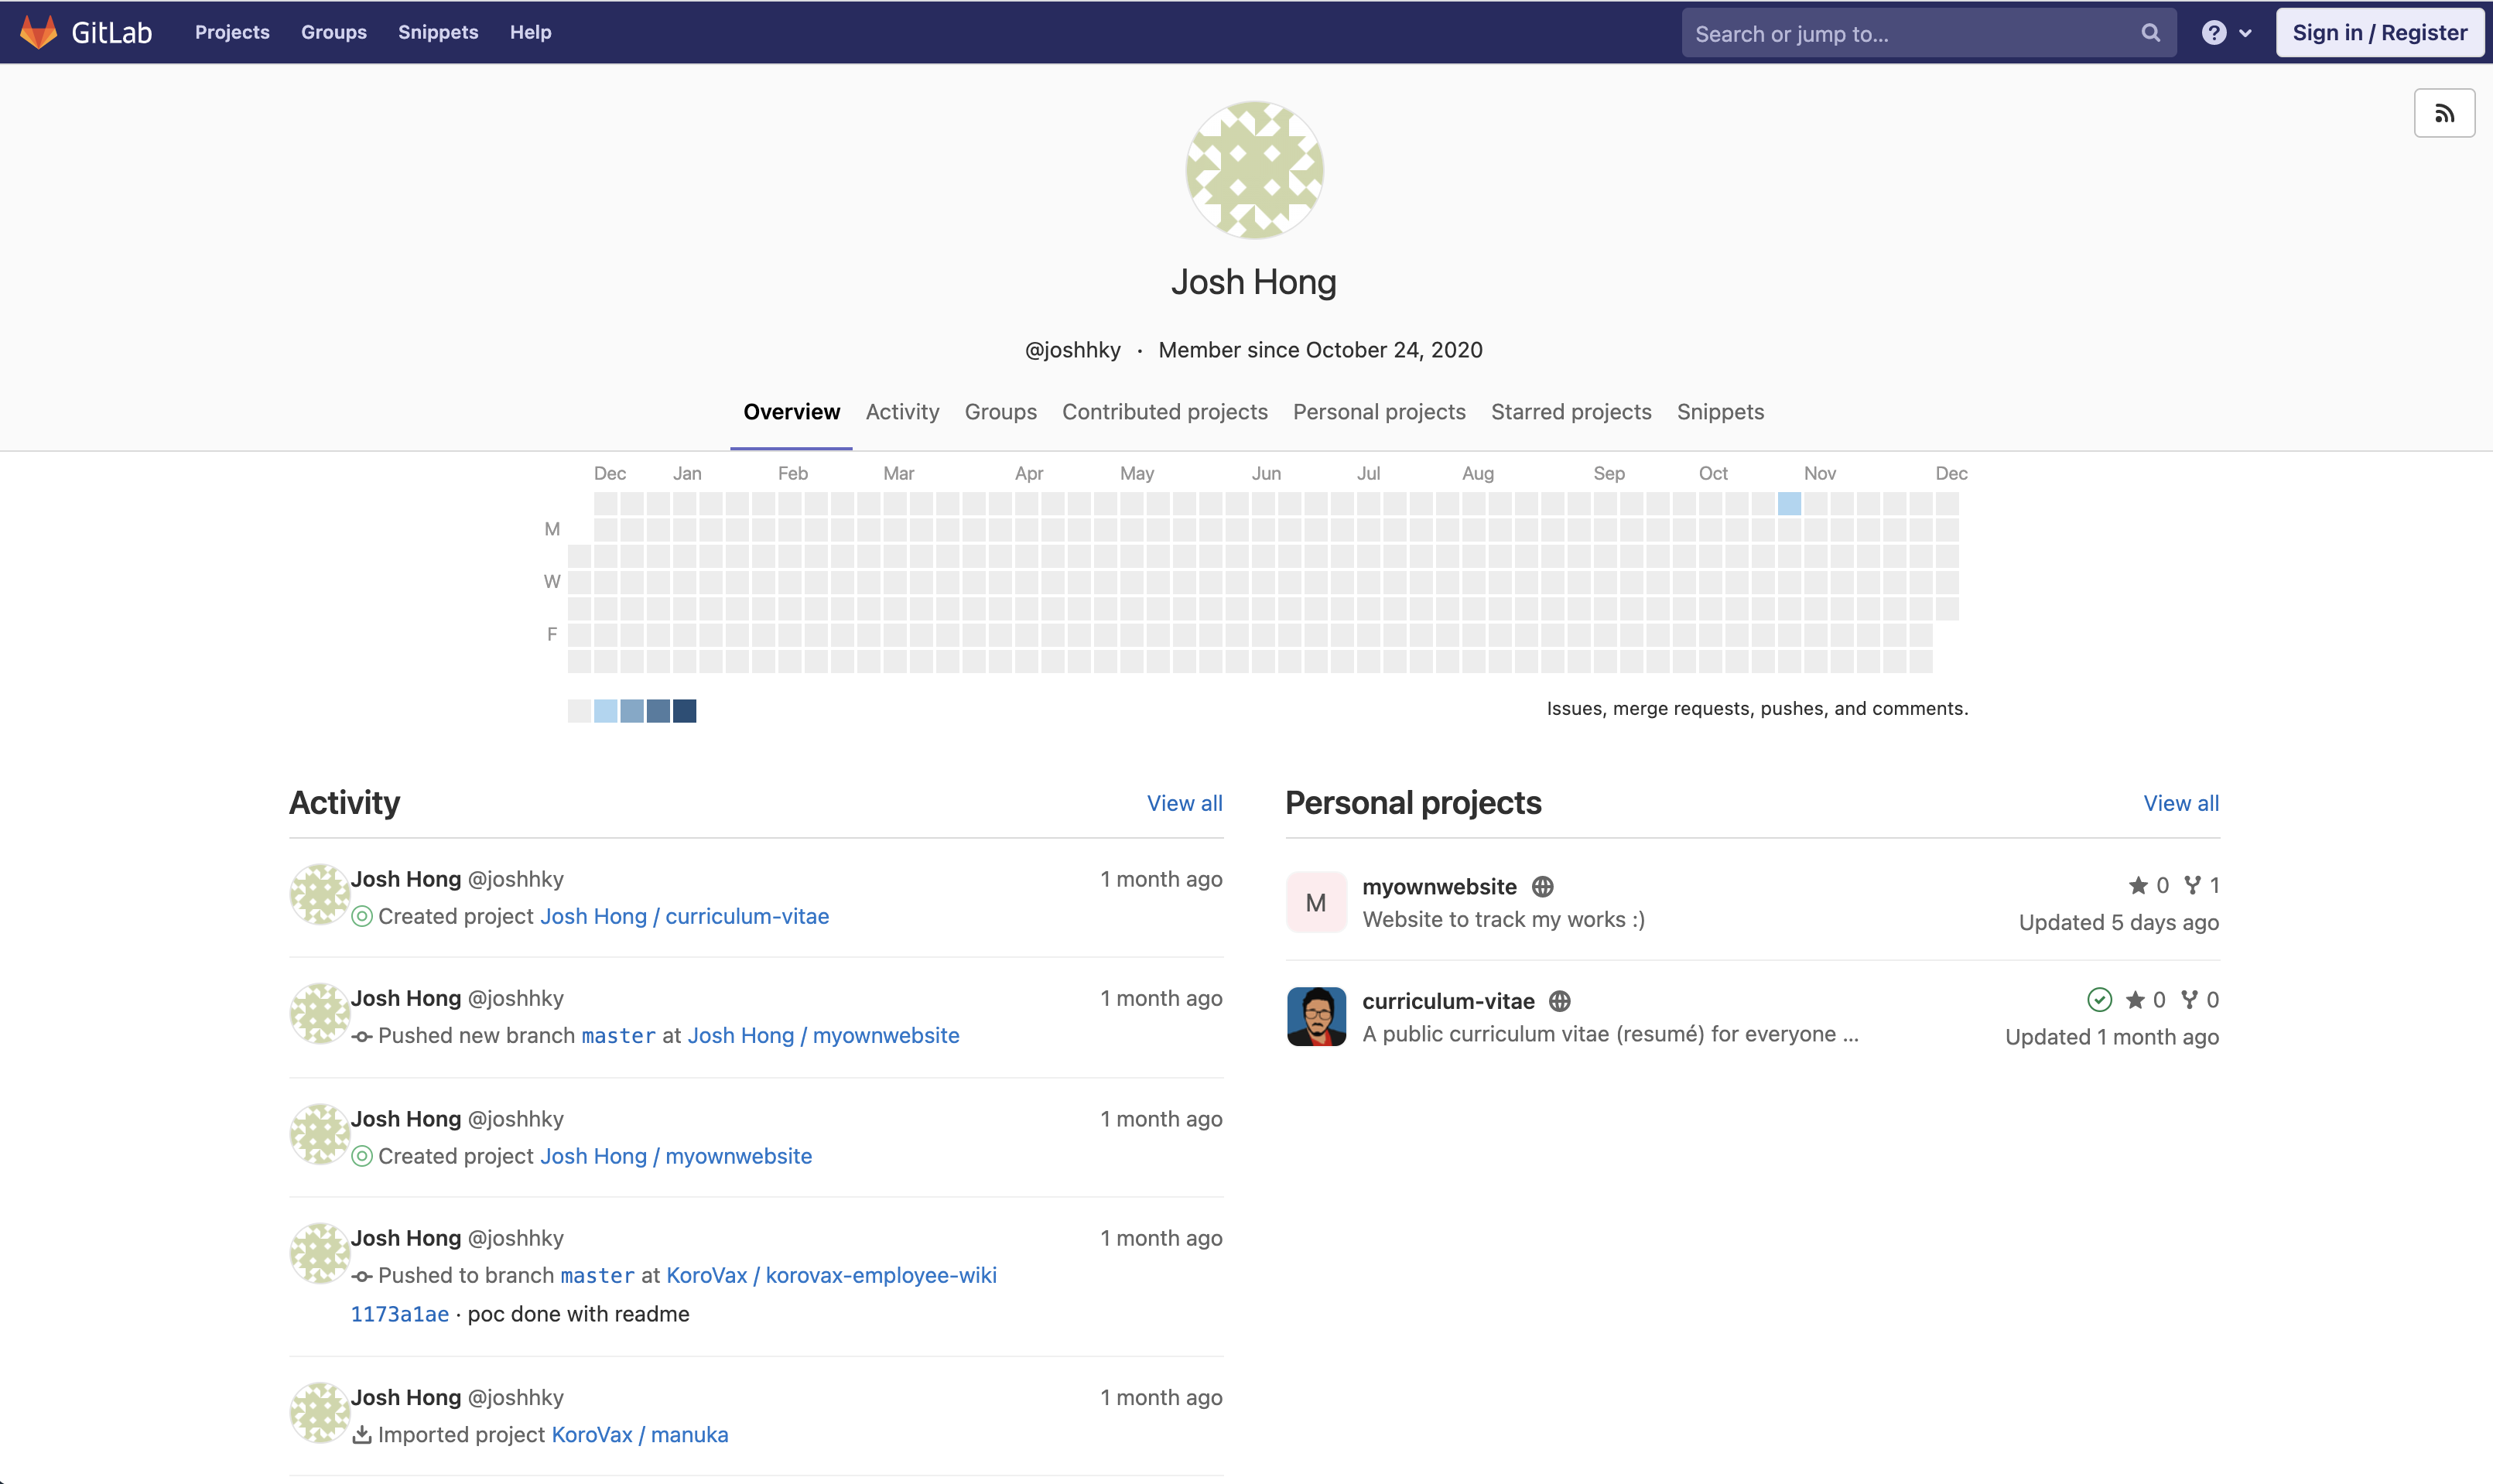 GitLab Projects Groups Snippets Help Search or jump to... ? Sign in / Register
Josh Hong
@joshhky · Member since October 24, 2020
Overview Activity Groups Contributed projects Personal projects Starred projects Snippets
Dec Jan Feb Mar Apr May Jun Jul Aug Sep Oct Nov Dec
M
W
F
Issues, merge requests, pushes, and comments.
Activity View all
Josh Hong @joshhky 1 month ago
Created project Josh Hong / curriculum-vitae
Josh Hong @joshhky 1 month ago
Pushed new branch master at Josh Hong / myownwebsite
Josh Hong @joshhky 1 month ago
Created project Josh Hong / myownwebsite
Josh Hong @joshhky 1 month ago
Pushed to branch master at KoroVax / korovax-employee-wiki
1173a1ae · poc done with readme
Josh Hong @joshhky 1 month ago
Imported project KoroVax / manuka
Personal projects View all
M myownwebsite 0 1
Website to track my works :) Updated 5 days ago
curriculum-vitae 0 0
A public curriculum vitae (resumé) for everyone ... Updated 1 month ago